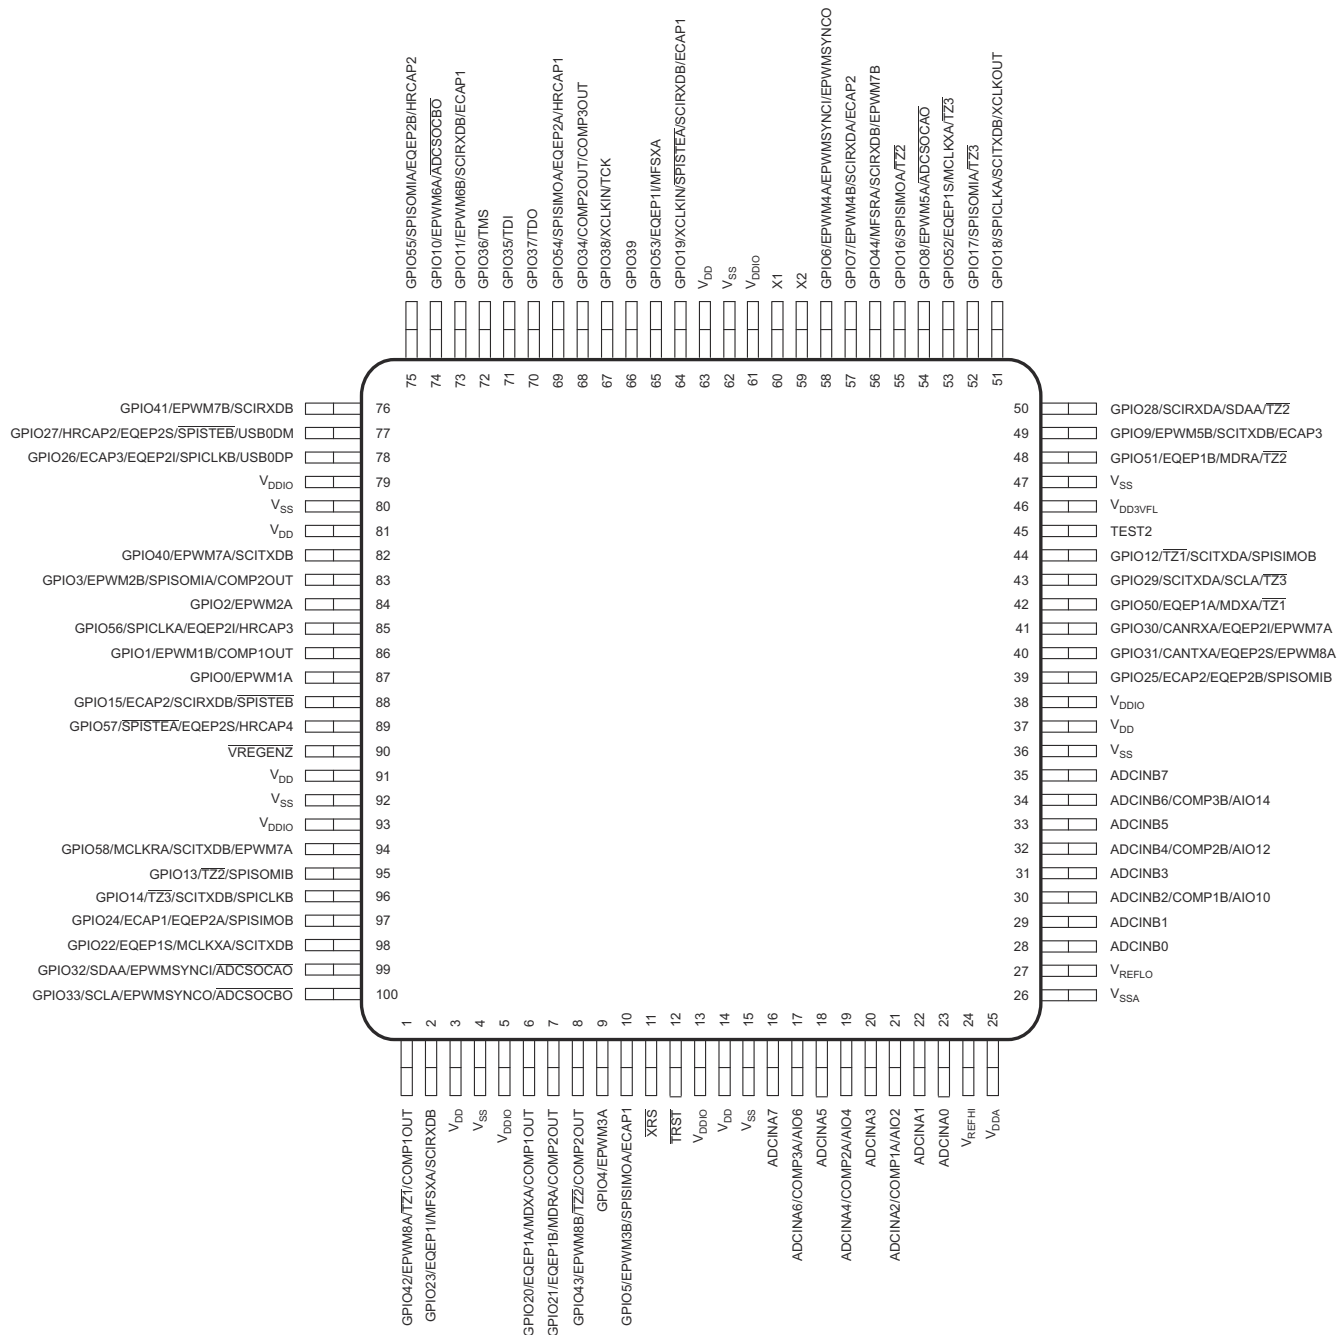 GPIO55/SPISOMIA/EQEP2B/HRCAP2
GPIO10/EPWM6A/ADCSOCBO
GPIO11/EPWM6B/SCIRXDB/ECAP1
GPIO36/TMS
GPIO35/TDI
GPIO37/TDO
GPIO54/SPISIMOA/EQEP2A/HRCAP1
GPIO34/COMP2OUT/COMP3OUT
GPIO38/XCLKIN/TCK
GPIO39
GPIO53/EQEP1I/MFSXA
GPIO19/XCLKIN/SPISTEA/SCIRXDB/ECAP1
VDD
VSS
VDDIO
X1
X2
GPIO6/EPWM4A/EPWMSYNCI/EPWMSYNCO
GPIO7/EPWM4B/SCIRXDA/ECAP2
GPIO44/MFSRA/SCIRXDB/EPWM7B
GPIO16/SPISIMOA/TZ2
GPIO8/EPWM5A/ADCSOCAO
GPIO52/EQEP1S/MCLKXA/TZ3
GPIO17/SPISOMIA/TZ3
GPIO18/SPICLKA/SCITXDB/XCLKOUT
75
74
73
72
71
70
69
68
67
66
65
64
63
62
61
60
59
58
57
56
55
54
53
52
51
GPIO41/EPWM7B/SCIRXDB 76
GPIO27/HRCAP2/EQEP2S/SPISTEB/USB0DM 77
GPIO26/ECAP3/EQEP2I/SPICLKB/USB0DP 78
VDDIO 79
VSS 80
VDD 81
GPIO40/EPWM7A/SCITXDB 82
GPIO3/EPWM2B/SPISOMIA/COMP2OUT 83
GPIO2/EPWM2A 84
GPIO56/SPICLKA/EQEP2I/HRCAP3 85
GPIO1/EPWM1B/COMP1OUT 86
GPIO0/EPWM1A 87
GPIO15/ECAP2/SCIRXDB/SPISTEB 88
GPIO57/SPISTEA/EQEP2S/HRCAP4 89
VREGENZ 90
VDD 91
VSS 92
VDDIO 93
GPIO58/MCLKRA/SCITXDB/EPWM7A 94
GPIO13/TZ2/SPISOMIB 95
GPIO14/TZ3/SCITXDB/SPICLKB 96
GPIO24/ECAP1/EQEP2A/SPISIMOB 97
GPIO22/EQEP1S/MCLKXA/SCITXDB 98
GPIO32/SDAA/EPWMSYNCI/ADCSOCAO 99
GPIO33/SCLA/EPWMSYNCO/ADCSOCBO 100
50 GPIO28/SCIRXDA/SDAA/TZ2
49 GPIO9/EPWM5B/SCITXDB/ECAP3
48 GPIO51/EQEP1B/MDRA/TZ2
47 VSS
46 VDD3VFL
45 TEST2
44 GPIO12/TZ1/SCITXDA/SPISIMOB
43 GPIO29/SCITXDA/SCLA/TZ3
42 GPIO50/EQEP1A/MDXA/TZ1
41 GPIO30/CANRXA/EQEP2I/EPWM7A
40 GPIO31/CANTXA/EQEP2S/EPWM8A
39 GPIO25/ECAP2/EQEP2B/SPISOMIB
38 VDDIO
37 VDD
36 VSS
35 ADCINB7
34 ADCINB6/COMP3B/AIO14
33 ADCINB5
32 ADCINB4/COMP2B/AIO12
31 ADCINB3
30 ADCINB2/COMP1B/AIO10
29 ADCINB1
28 ADCINB0
27 VREFLO
26 VSSA
1
2
3
4
5
6
7
8
9
10
11
12
13
14
15
16
17
18
19
20
21
22
23
24
25
GPIO42/EPWM8A/TZ1/COMP1OUT
GPIO23/EQEP1I/MFSXA/SCIRXDB
VDD
VSS
VDDIO
GPIO20/EQEP1A/MDXA/COMP1OUT
GPIO21/EQEP1B/MDRA/COMP2OUT
GPIO43/EPWM8B/TZ2/COMP2OUT
GPIO4/EPWM3A
GPIO5/EPWM3B/SPISIMOA/ECAP1
XRS
TRST
VDDIO
VDD
VSS
ADCINA7
ADCINA6/COMP3A/AIO6
ADCINA5
ADCINA4/COMP2A/AIO4
ADCINA3
ADCINA2/COMP1A/AIO2
ADCINA1
ADCINA0
VREFHI
VDDA